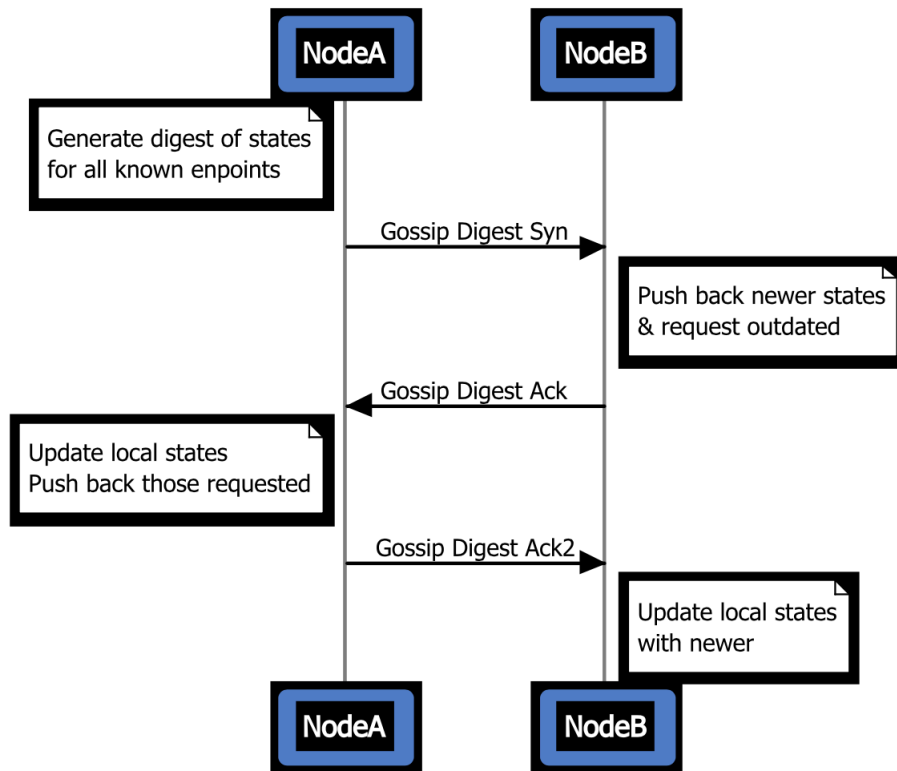 NodeA
NodeB
Generate digest of states
for all known enpoints
Gossip Digest Syn
Push back newer states
& request outdated
Gossip Digest Ack
Update local states
Push back those requested
Gossip Digest Ack2
Update local states
with newer
NodeA
NodeB